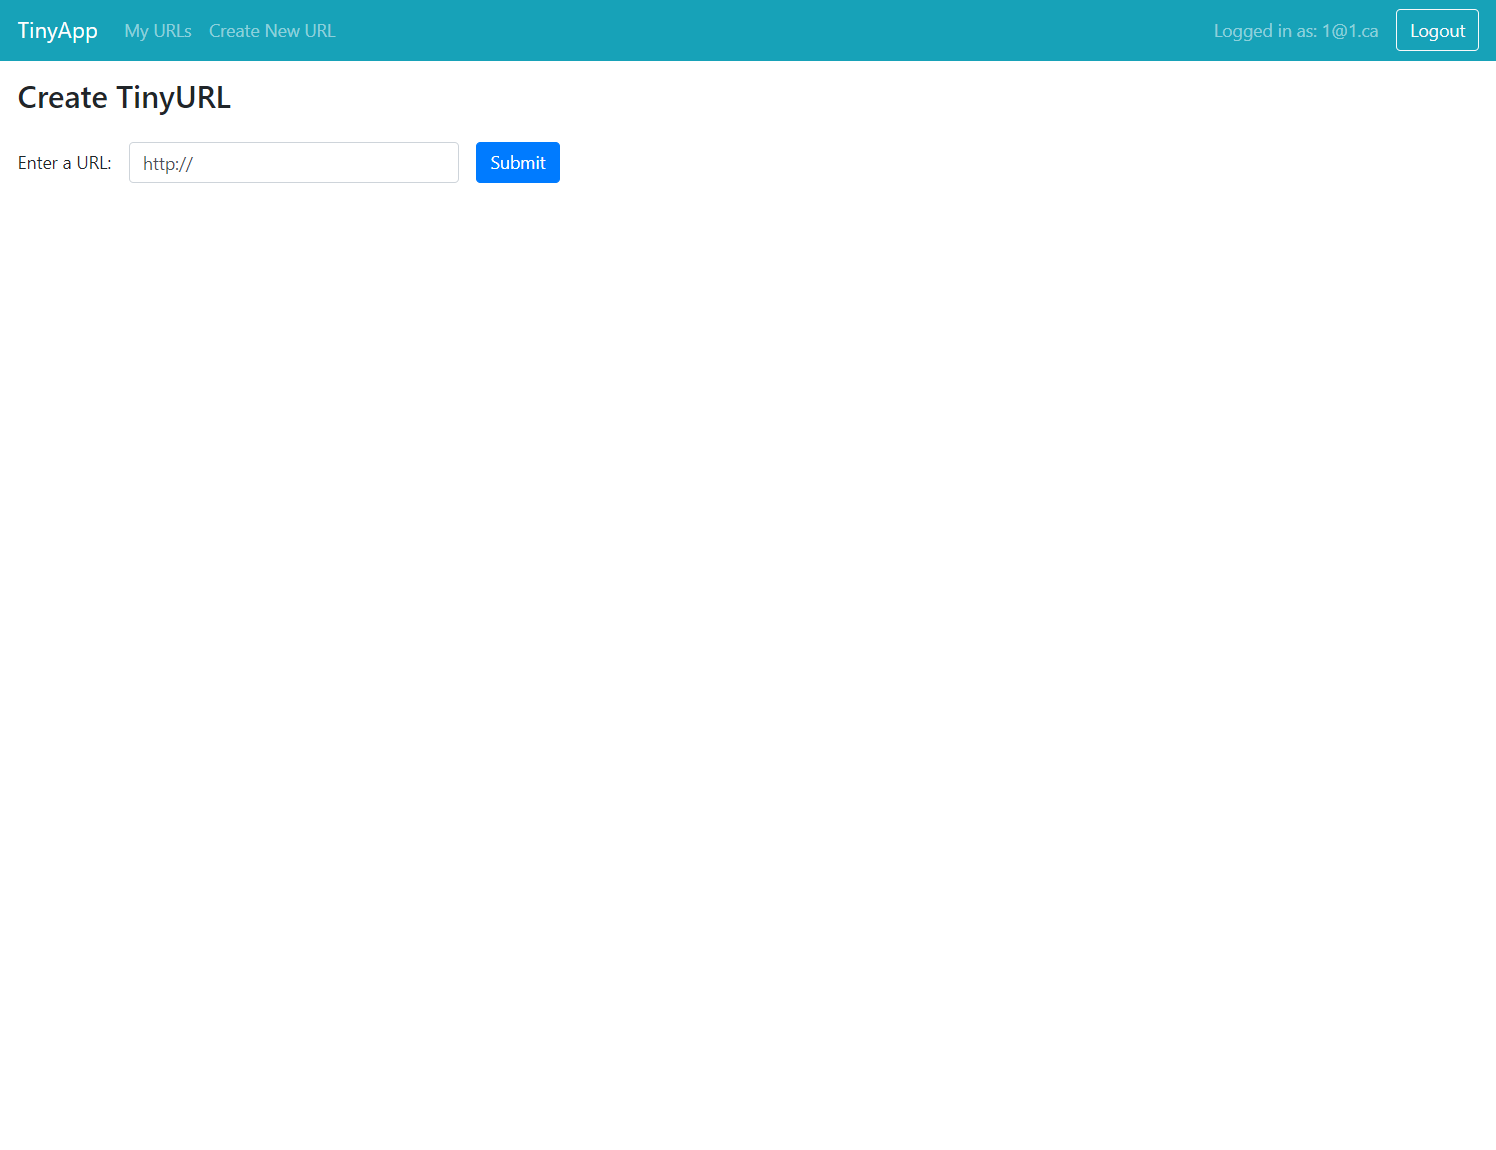 TinyApp My URLs Create New URL Logged in as: 1@1.ca Logout
Create TinyURL
Enter a URL: http:// Submit